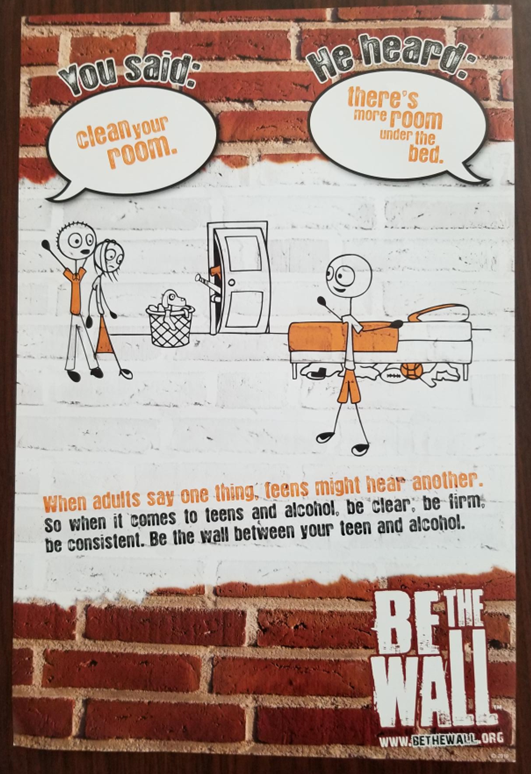 You said:
He heard:
clean your
room.
there's
more room
under the
bed.
When adults say one thing, teens might hear another.
So when it comes to teens and alcohol, be clear, be firm,
be consistent. Be the wall between your teen and alcohol.
BE THE
WALL
WWW.BETHEWALL.ORG